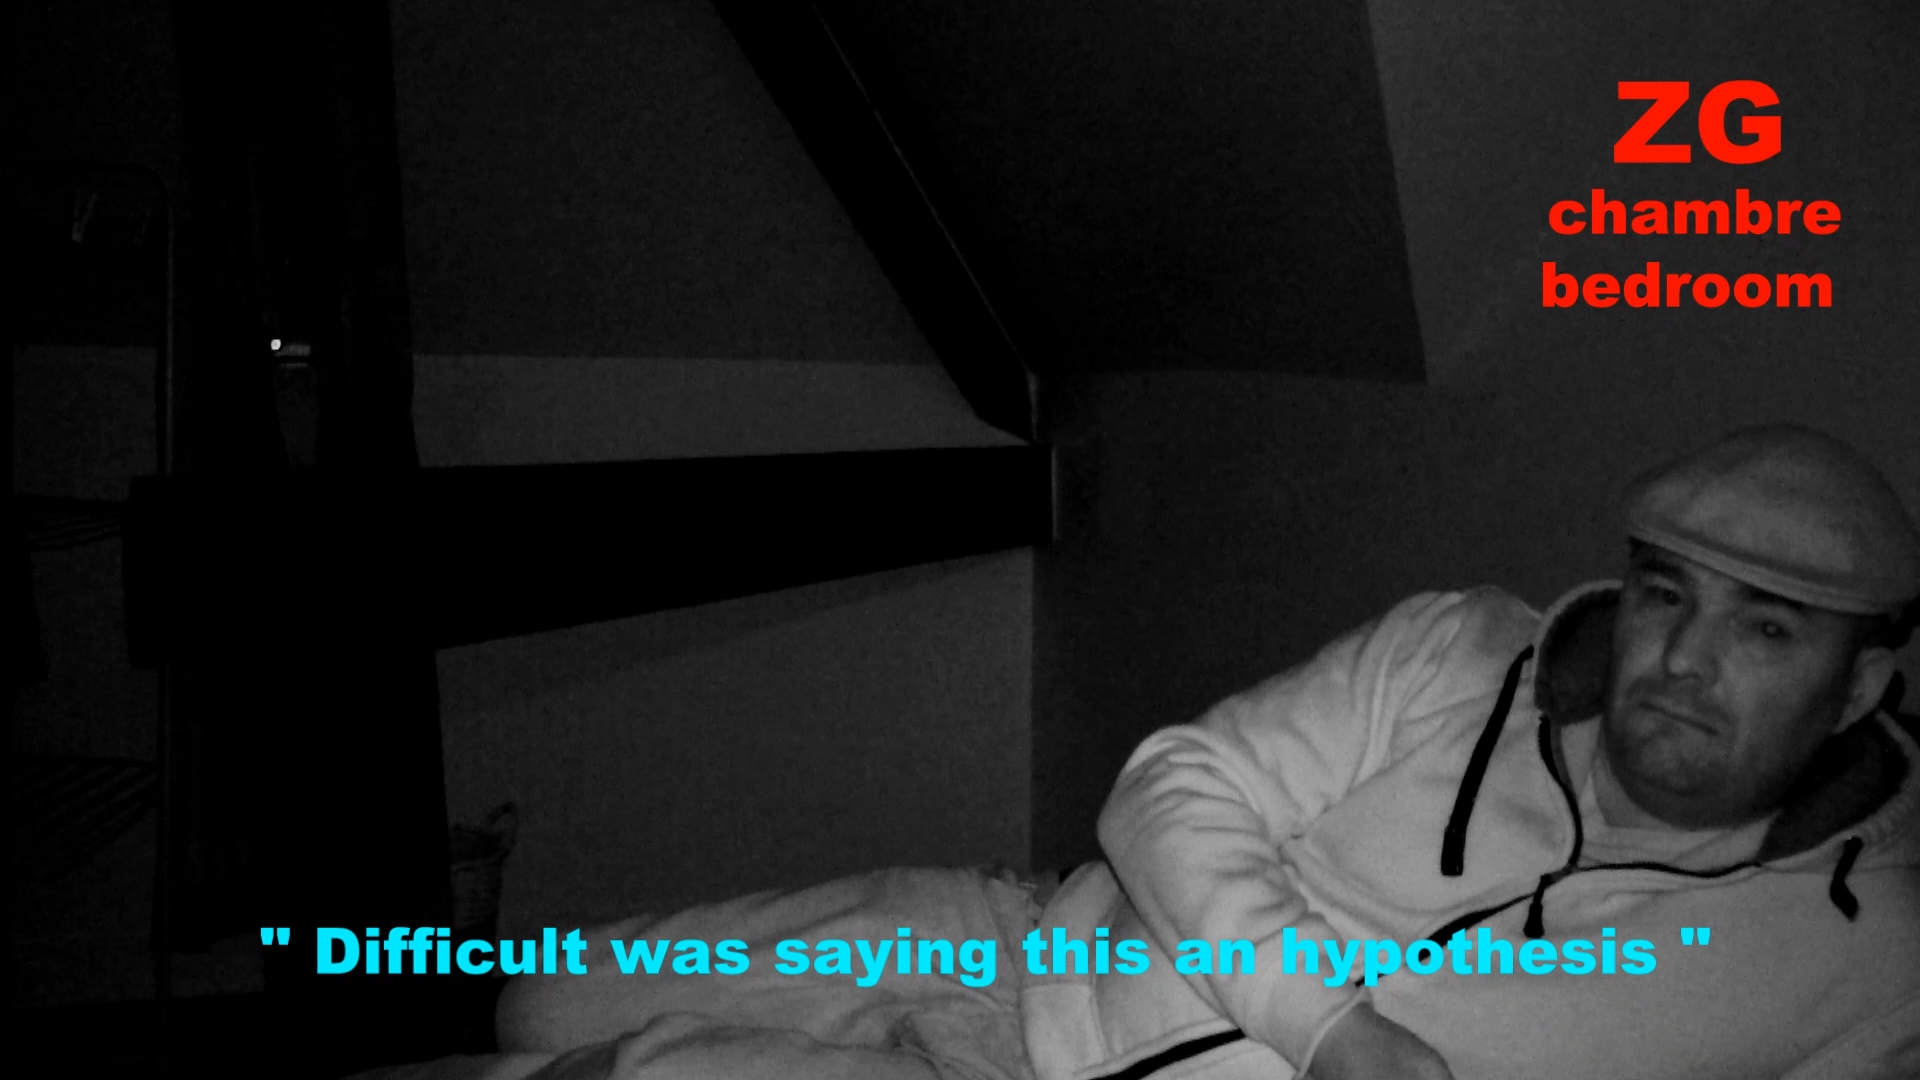 ZG
chambre
bedroom
" Difficult was saying this an hypothesis "